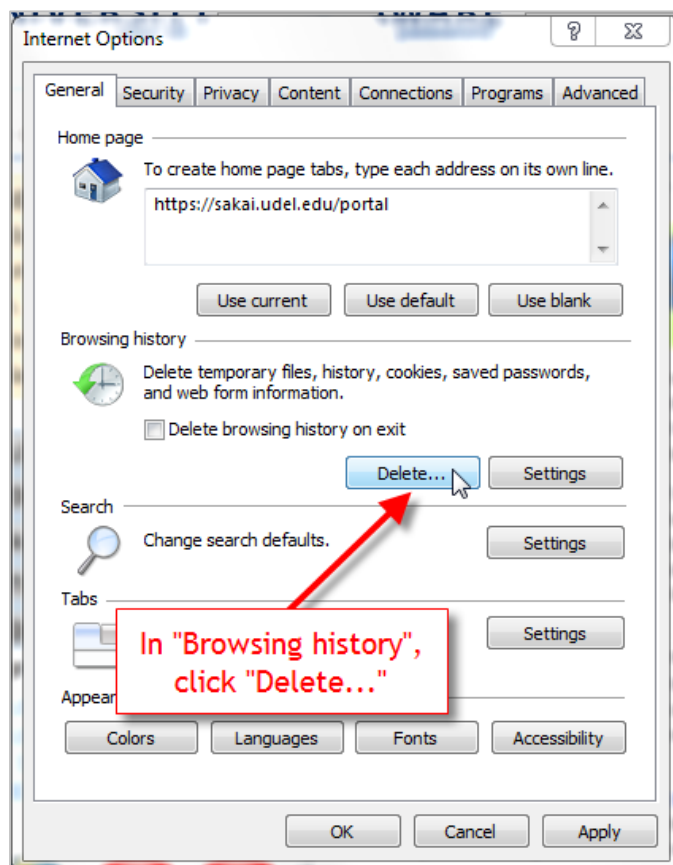 Internet Options
General Security Privacy Content Connections Programs Advanced
Home page
To create home page tabs, type each address on its own line.
https://sakai.udel.edu/portal
Use current Use default Use blank
Browsing history
Delete temporary files, history, cookies, saved passwords,
and web form information.
Delete browsing history on exit
Delete... Settings
Search
Change search defaults. Settings
Tabs
Settings
In "Browsing history",
click "Delete..."
Appear
Colors Languages Fonts Accessibility
OK Cancel Apply